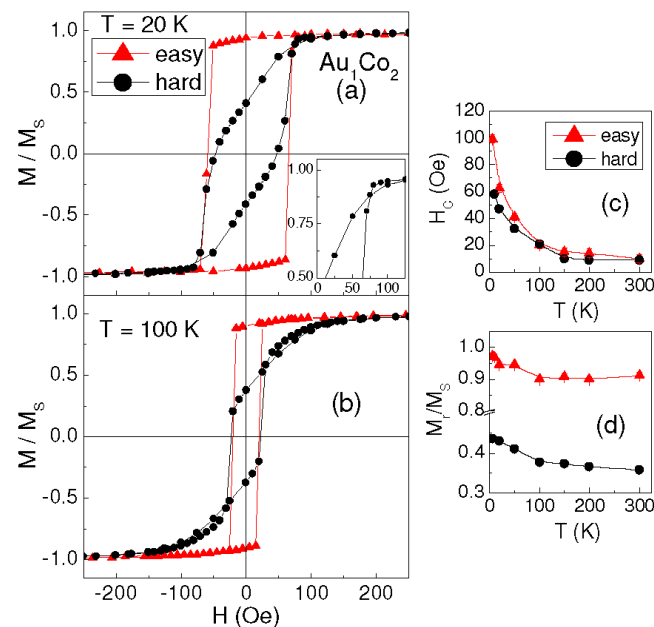 T = 20 K
easy
hard
Au1Co2
(a)
M / MS
1.0
0.5
0.0
-0.5
-1.0
1.00
0.75
0.50
0 50 100
T = 100 K
(b)
M / MS
1.0
0.5
0.0
-0.5
-1.0
-200 -100 0 100 200
H (Oe)
easy
hard
(c)
HC (Oe)
120
100
80
60
40
20
0
0 100 200 300
T (K)
(d)
Mr/MS
1.0
0.9
0.8
0.4
0.3
0 100 200 300
T (K)